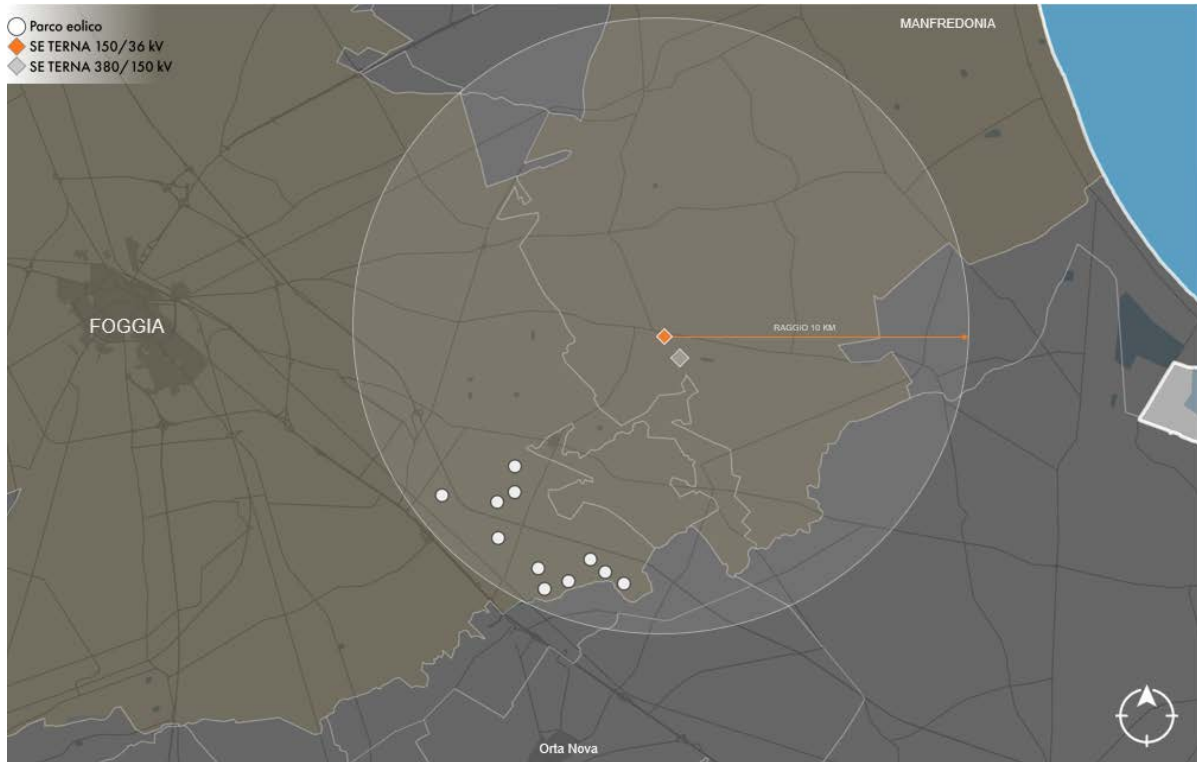 Parco eolico
SE TERNA 150/36 kV
SE TERNA 380/150 kV
MANFREDONIA
FOGGIA
RAGGIO 10 KM
Orta Nova